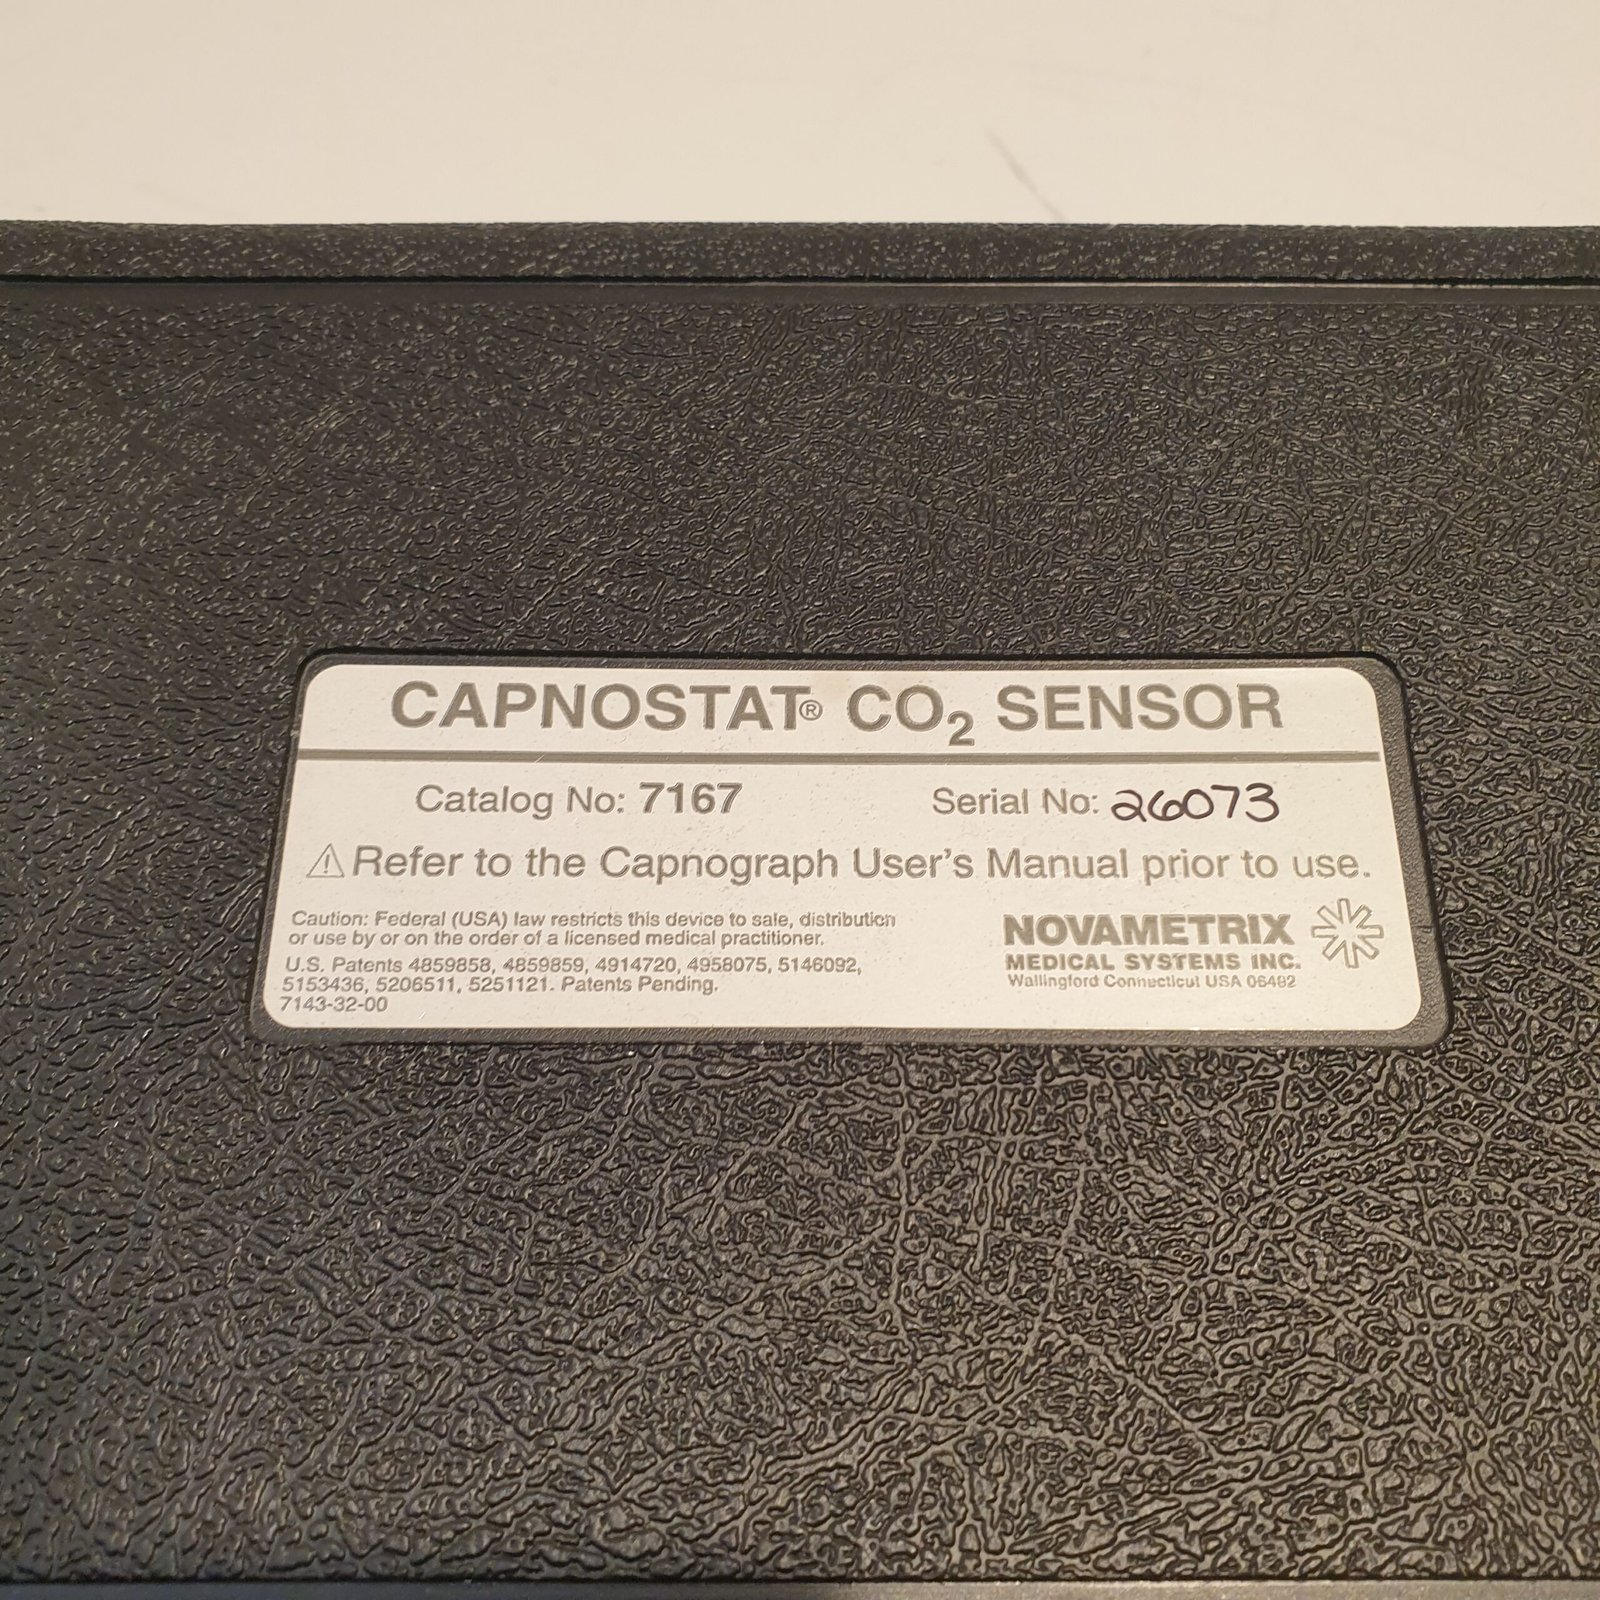 CAPNOSTAT® CO₂ SENSOR
Catalog No: 7167 Serial No: 26073
⚠ Refer to the Capnograph User's Manual prior to use.
Caution: Federal (USA) law restricts this device to sale, distribution
or use by or on the order of a licensed medical practitioner.
U.S. Patents 4859858, 4859859, 4914720, 4958075, 5146092,
5153436, 5206511, 5251121. Patents Pending.
7143-32-00
NOVAMETRIX
MEDICAL SYSTEMS INC.
Wallingford Connecticut USA 06492